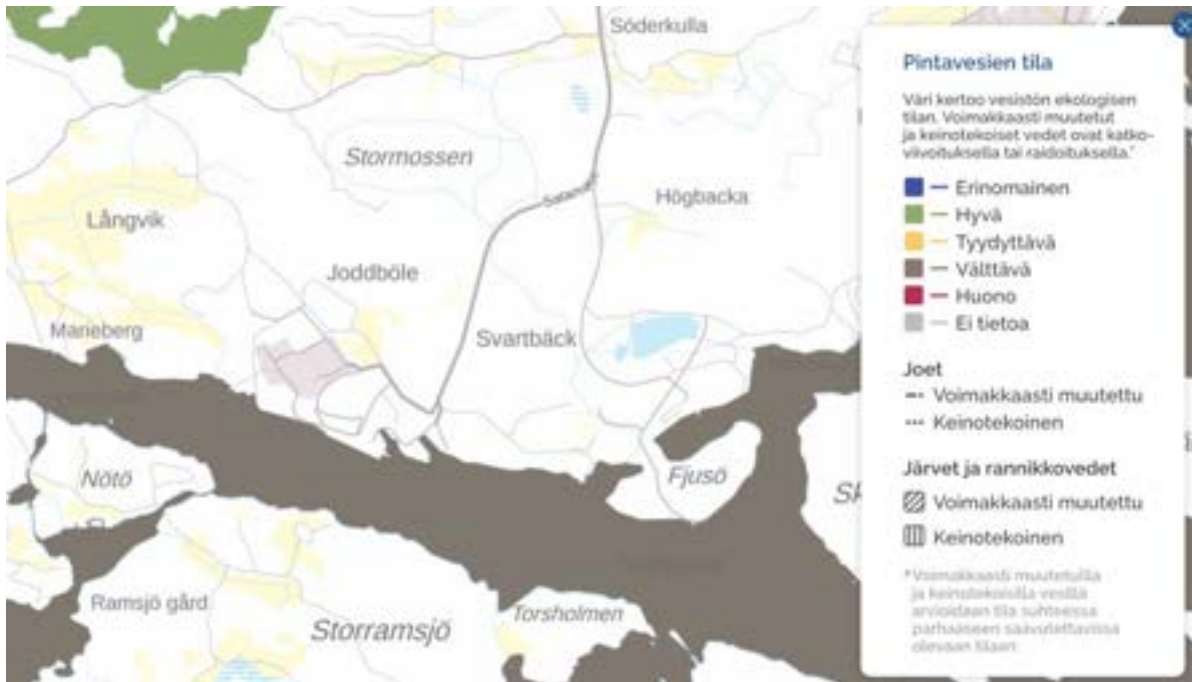 Söderkulla
Stormossen
Satamatie
Högbacka
Långvik
Joddböle
Marieberg
Svartbäck
Nötö
Fjusö
Ramsjö gård
Storramsjö
Torsholmen
Pintavesien tila
Väri kertoo vesistön ekologisen
tilan. Voimakkaasti muutetut
ja keinotekoiset vedet ovat katko-
viivoituksella tai raidoituksella.*
Erinomainen
Hyvä
Tyydyttävä
Välttävä
Huono
Ei tietoa
Joet
Voimakkaasti muutettu
Keinotekoinen
Järvet ja rannikkovedet
Voimakkaasti muutettu
Keinotekoinen
*Voimakkaasti muutetuilla
ja keinotekoisilla vesillä
arvioidaan tila suhteessa
parhaaseen saavutettavissa
olevaan tilaan.